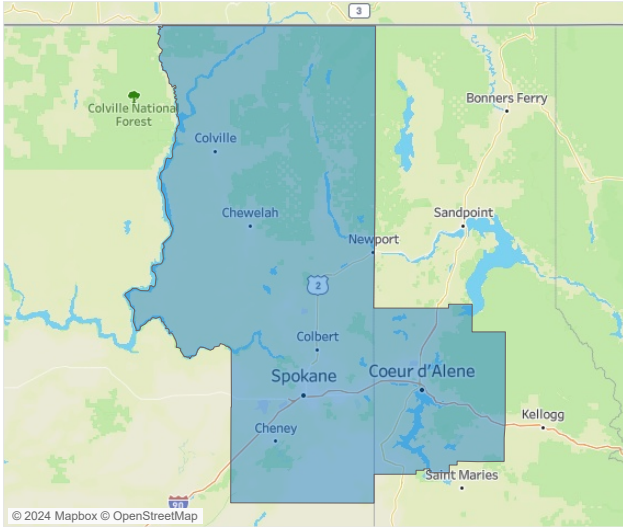 3
Colville National
Forest
Bonners Ferry
Colville
Chewelah
Sandpoint
Newport
2
Colbert
Spokane
Coeur d'Alene
Kellogg
Cheney
Saint Maries
90
© 2024 Mapbox © OpenStreetMap